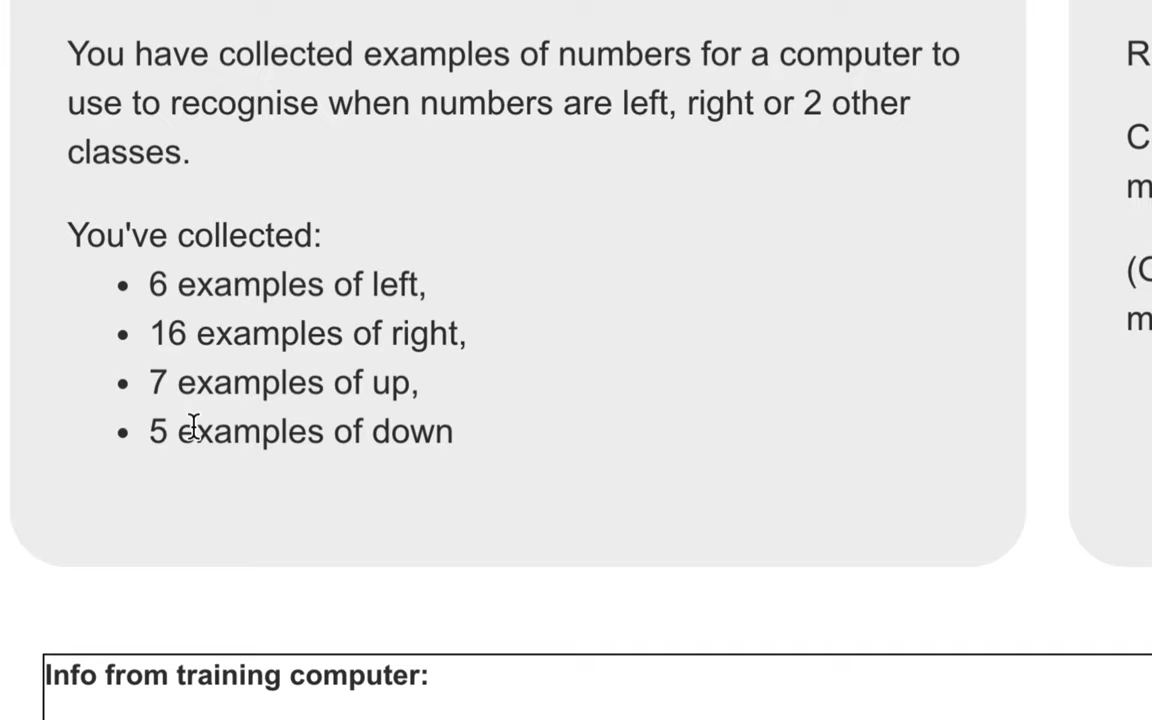 You have collected examples of numbers for a computer to
use to recognise when numbers are left, right or 2 other
classes.
You've collected:
• 6 examples of left,
• 16 examples of right,
• 7 examples of up,
• 5 examples of down
Info from training computer: